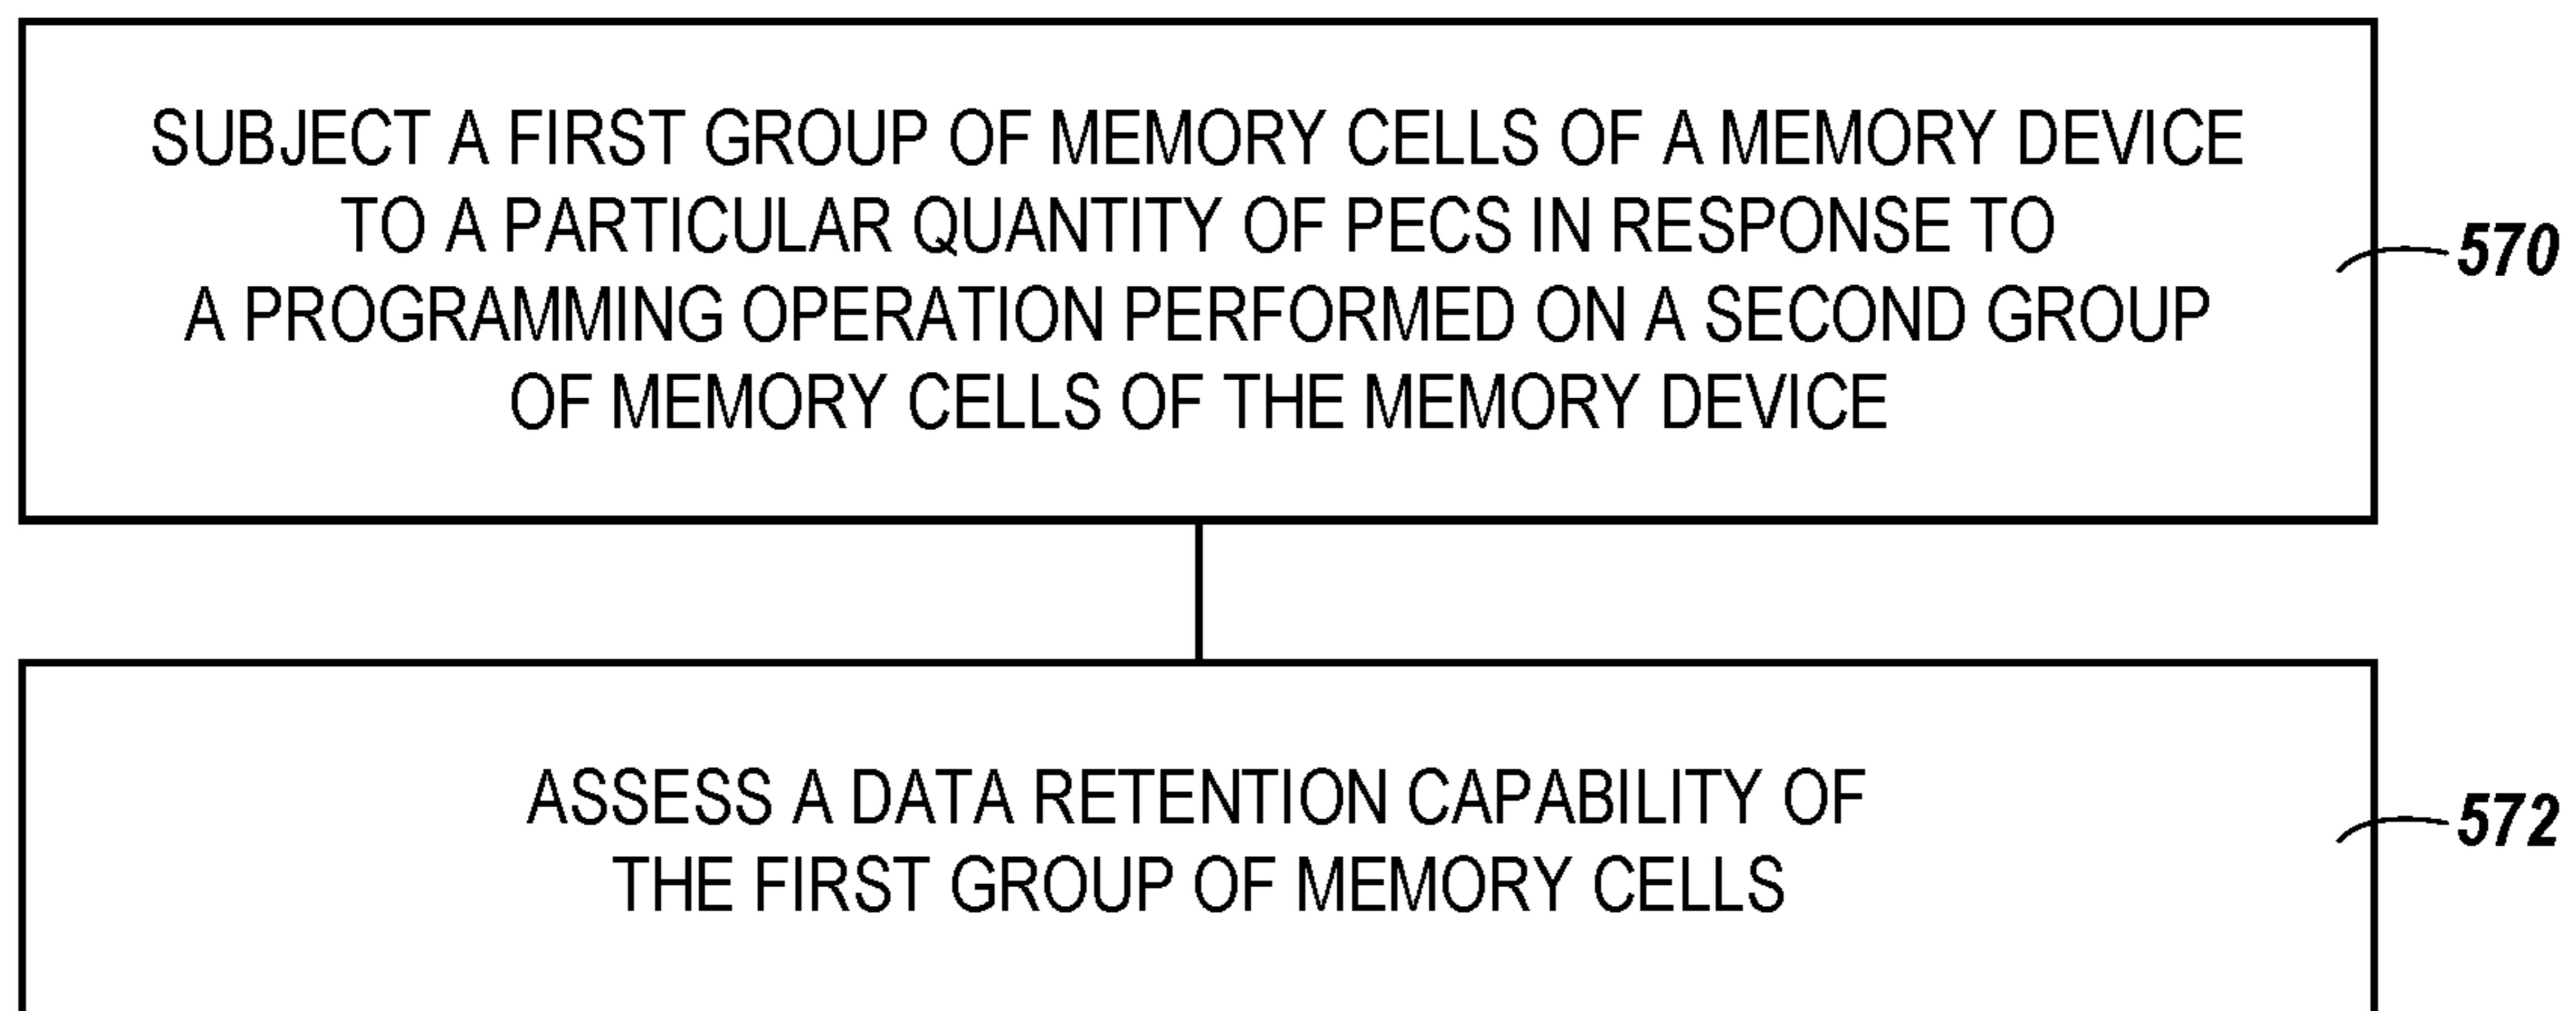 SUBJECT A FIRST GROUP OF MEMORY CELLS OF A MEMORY DEVICE
TO A PARTICULAR QUANTITY OF PECS IN RESPONSE TO
A PROGRAMMING OPERATION PERFORMED ON A SECOND GROUP
OF MEMORY CELLS OF THE MEMORY DEVICE
570
ASSESS A DATA RETENTION CAPABILITY OF
THE FIRST GROUP OF MEMORY CELLS
572